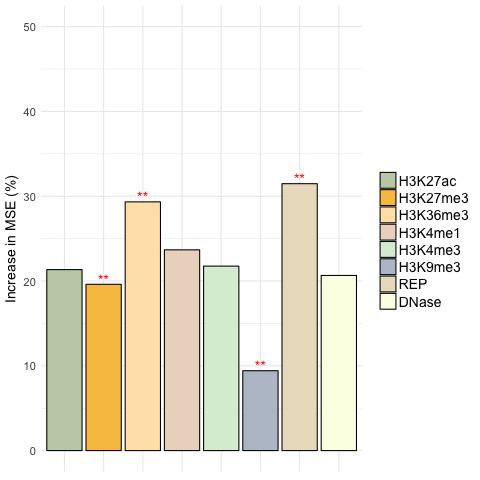 50
40
30
20
10
0
Increase in MSE (%)
**
**
**
**
H3K27ac
H3K27me3
H3K36me3
H3K4me1
H3K4me3
H3K9me3
REP
DNase